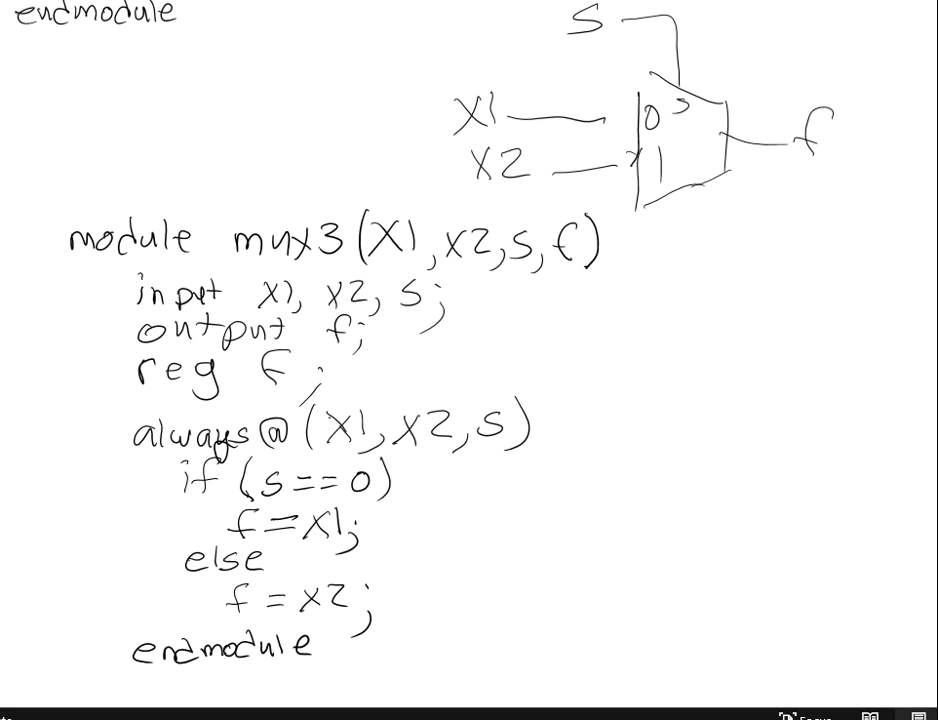 endmodule
S
X1
0 s
f
X2
1
module mux3(X1,X2,S,f)
input X1, X2, S;
output f;
reg f;
always@(X1,X2,S)
if (S==0)
f=X1;
else
f=X2;
endmodule
Focus